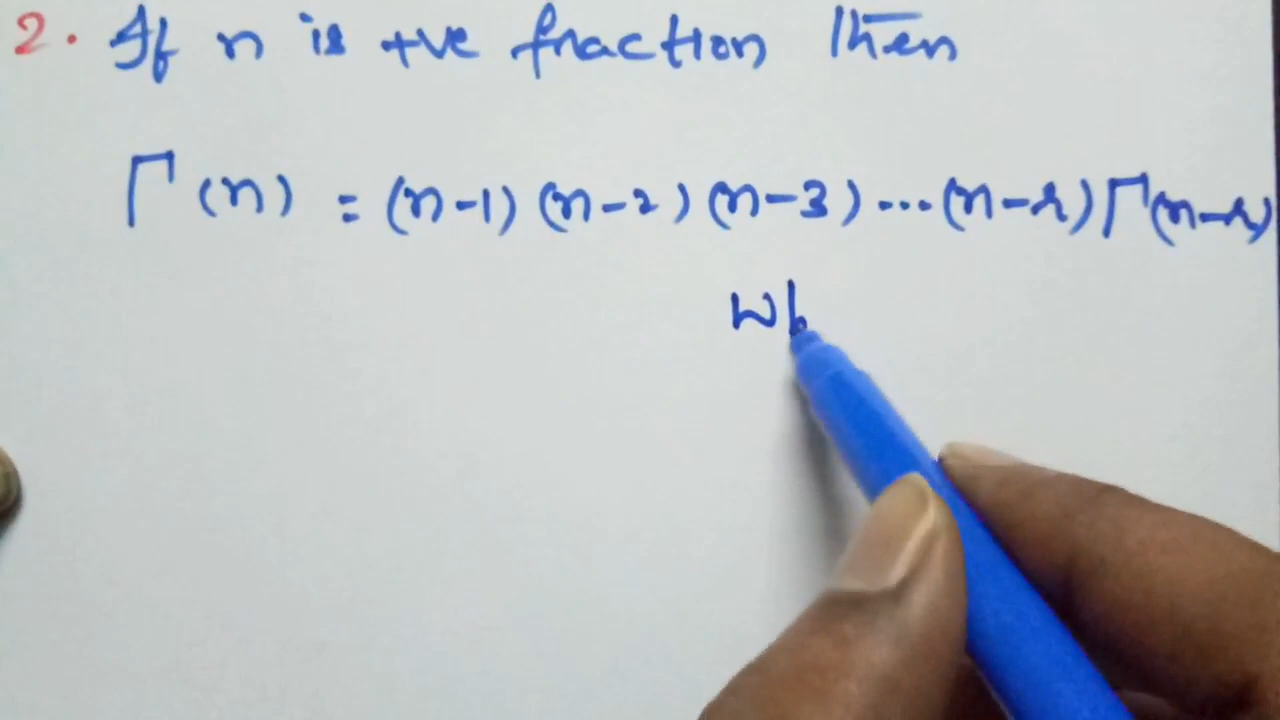 2. If n is +ve fraction then
Γ(n) = (n-1)(n-2)(n-3)...(n-r)Γ(n-r)
wh